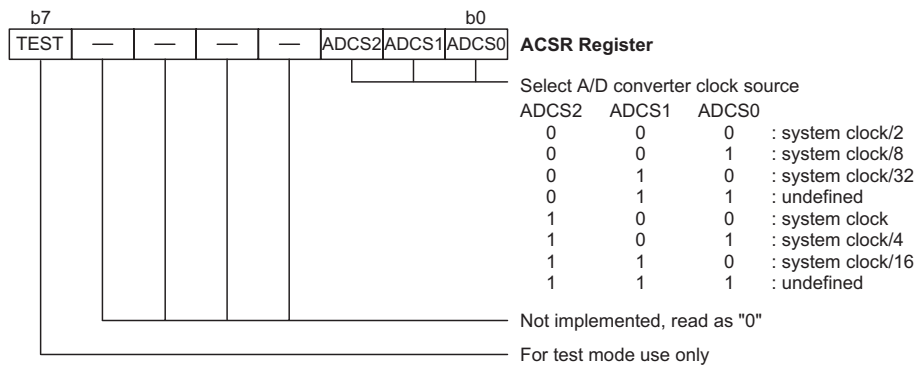 b7 b0
TEST — — — — ADCS2 ADCS1 ADCS0 ACSR Register
Select A/D converter clock source
ADCS2 ADCS1 ADCS0
0 0 0 : system clock/2
0 0 1 : system clock/8
0 1 0 : system clock/32
0 1 1 : undefined
1 0 0 : system clock
1 0 1 : system clock/4
1 1 0 : system clock/16
1 1 1 : undefined
Not implemented, read as "0"
For test mode use only